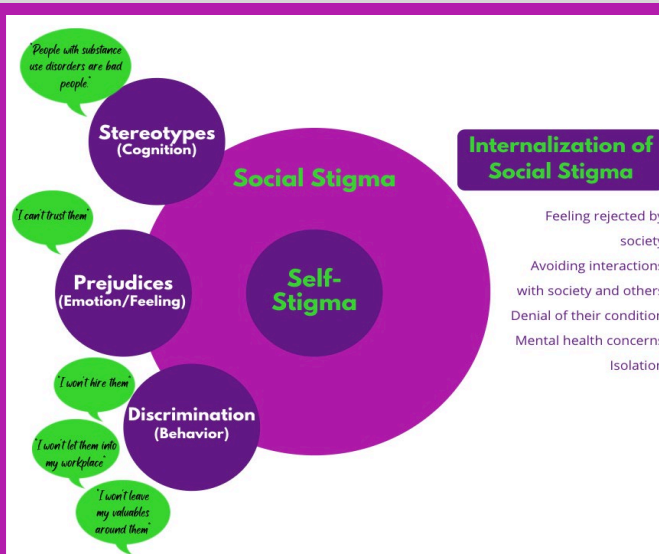 "People with substance
use disorders are bad
people."
Stereotypes
(Cognition)
Social Stigma
"I can't trust them"
Prejudices
(Emotion/Feeling)
Self-
Stigma
"I won't hire them"
Discrimination
(Behavior)
"I won't let them into
my workplace"
"I won't leave
my valuables
around them"
Internalization of
Social Stigma
Feeling rejected by
society
Avoiding interactions
with society and others
Denial of their condition
Mental health concerns
Isolation